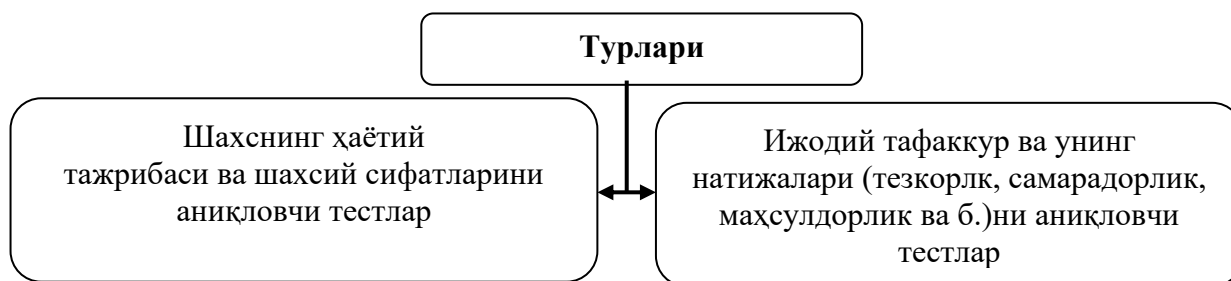 Турлари
Шахснинг ҳаётий
тажрибаси ва шахсий сифатларини
аниқловчи тестлар
Ижодий тафаккур ва унинг
натижалари (тезкорлк, самарадорлик,
маҳсулдорлик ва б.)ни аниқловчи
тестлар